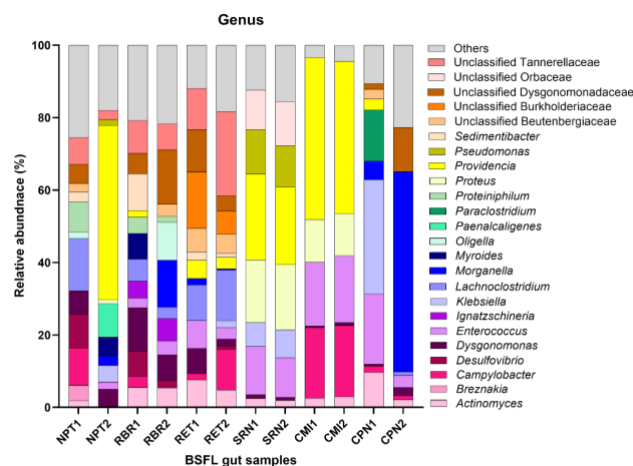 Genus
Relative abundnace (%)
100
80
60
40
20
0
NPT1
NPT2
RBR1
RBR2
RET1
RET2
SRN1
SRN2
CMI1
CMI2
CPN1
CPN2
BSFL gut samples
Others
Unclassified Tannerellaceae
Unclassified Orbaceae
Unclassified Dysgonomonadaceae
Unclassified Burkholderiaceae
Unclassified Beutenbergiaceae
Sedimentibacter
Pseudomonas
Providencia
Proteus
Proteiniphilum
Paraclostridium
Paenalcaligenes
Oligella
Myroides
Morganella
Lachnoclostridium
Klebsiella
Ignatzschineria
Enterococcus
Dysgonomonas
Desulfovibrio
Campylobacter
Breznakia
Actinomyces